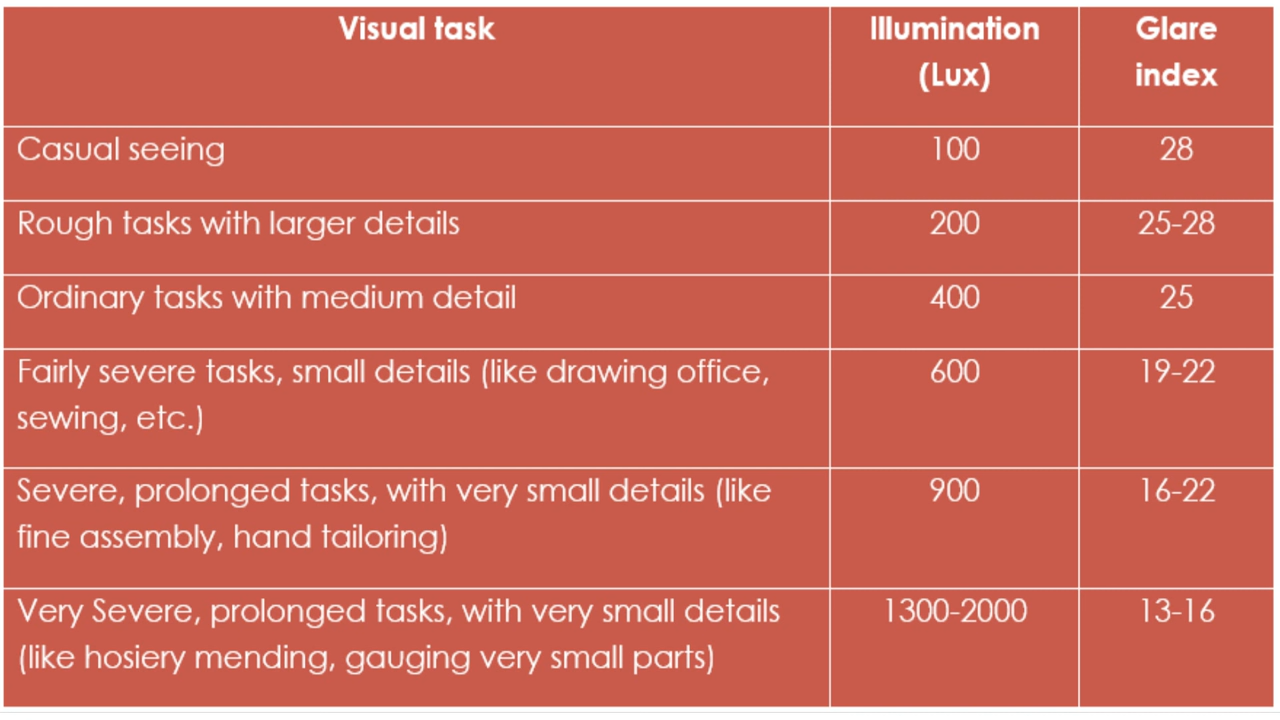 Visual task
Illumination
(Lux)
Glare
index
Casual seeing
100
28
Rough tasks with larger details
200
25-28
Ordinary tasks with medium detail
400
25
Fairly severe tasks, small details (like drawing office,
sewing, etc.)
600
19-22
Severe, prolonged tasks, with very small details (like
fine assembly, hand tailoring)
900
16-22
Very Severe, prolonged tasks, with very small details
(like hosiery mending, gauging very small parts)
1300-2000
13-16